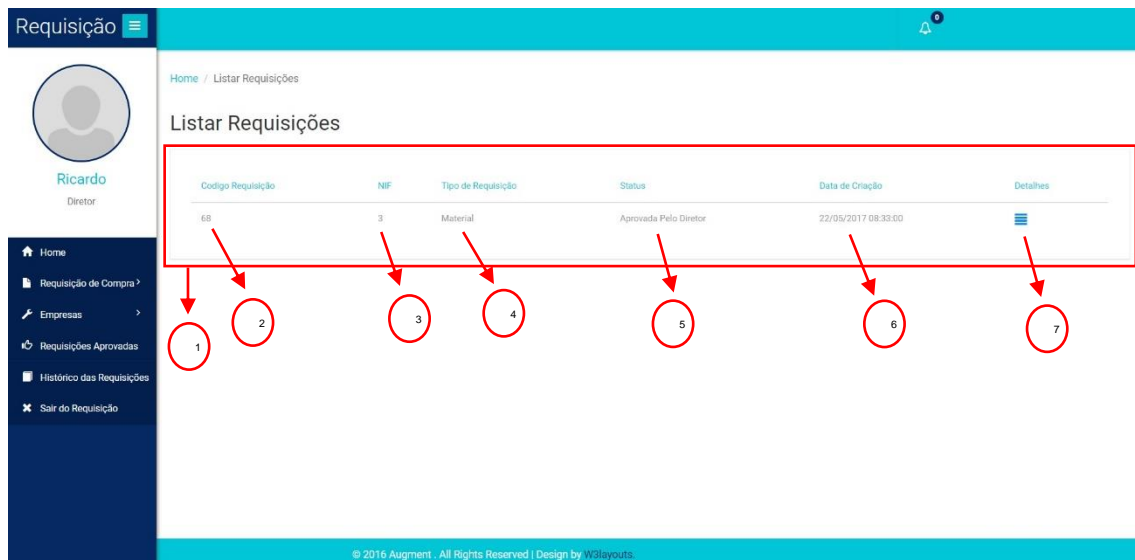 Requisição
0
Home / Listar Requisições
Listar Requisições
Ricardo
Diretor
Home
Requisição de Compra >
Empresas >
Requisições Aprovadas
Histórico das Requisições
Sair do Requisição
Codigo Requisição NIF Tipo de Requisição Status Data de Criação Detalhes
68 3 Material Aprovada Pelo Diretor 22/05/2017 08:33:00
1
2
3
4
5
6
7
© 2016 Augment . All Rights Reserved | Design by W3layouts.